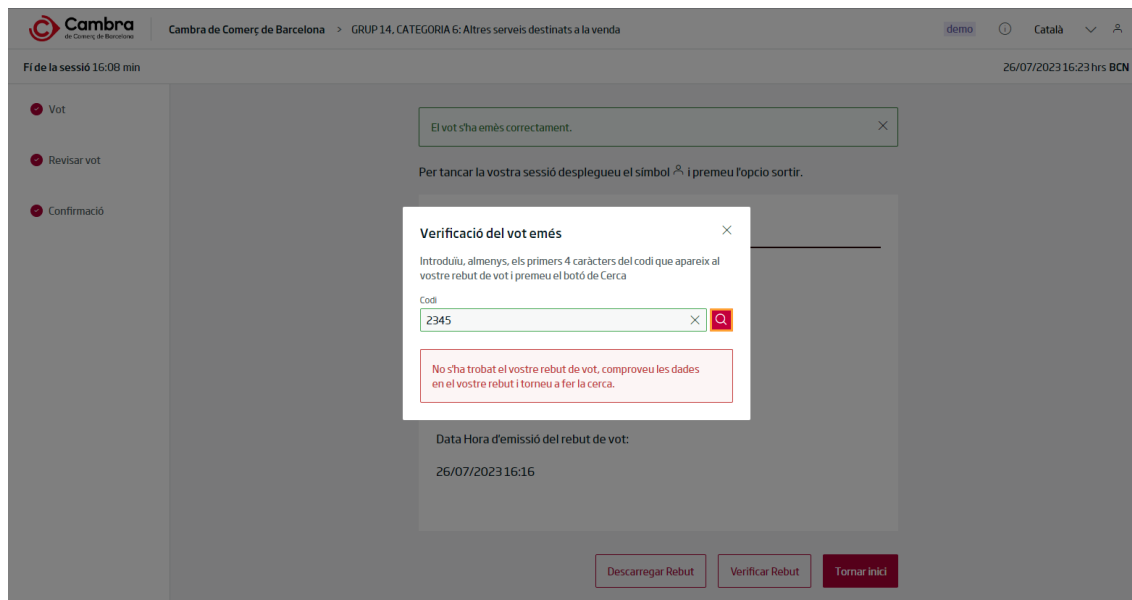 Cambra
de Comerç de Barcelona
Cambra de Comerç de Barcelona > GRUP 14, CATEGORIA 6: Altres serveis destinats a la venda
demo
Català
Fí de la sessió 16:08 min
26/07/2023 16:23 hrs BCN
Vot
Revisar vot
Confirmació
El vot s'ha emès correctament.
Per tancar la vostra sessió desplegueu el símbol i premeu l'opcio sortir.
Verificació del vot emés
Introduïu, almenys, els primers 4 caràcters del codi que apareix al
vostre rebut de vot i premeu el botó de Cerca
Codi
2345
No s'ha trobat el vostre rebut de vot, comproveu les dades
en el vostre rebut i torneu a fer la cerca.
Data Hora d'emissió del rebut de vot:
26/07/2023 16:16
Descarregar Rebut
Verificar Rebut
Tornar inici